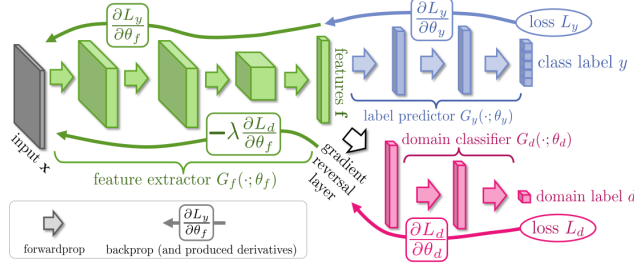 ∂L_y/∂θ_f
∂L_y/∂θ_y
loss L_y
features f
class label y
label predictor G_y(·;θ_y)
input x
−λ ∂L_d/∂θ_f
feature extractor G_f(·;θ_f)
gradient
reversal
layer
domain classifier G_d(·;θ_d)
domain label d
∂L_d/∂θ_d
loss L_d
forwardprop
∂L_y/∂θ_f
backprop (and produced derivatives)